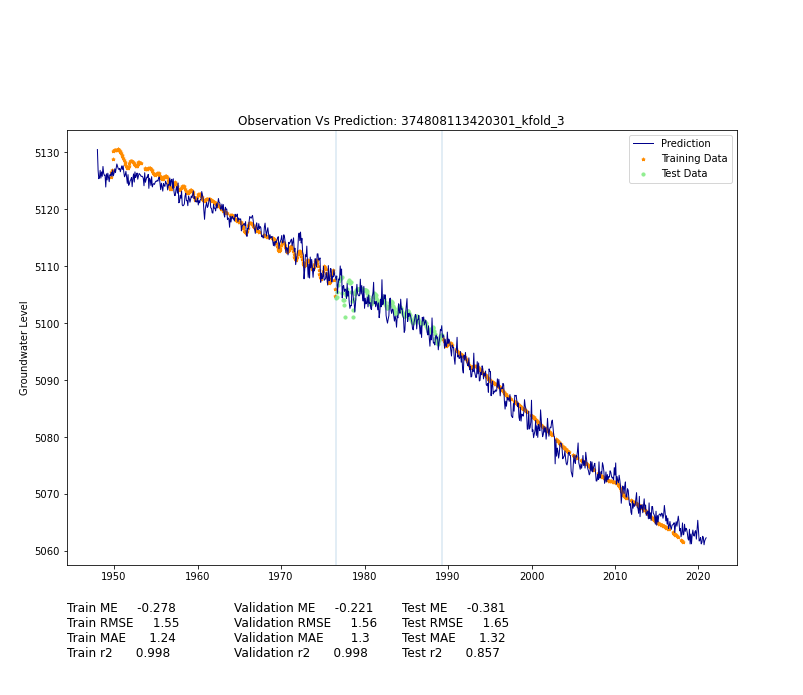 Observation Vs Prediction: 374808113420301_kfold_3
Prediction
Training Data
Test Data
Groundwater Level
5130
5120
5110
5100
5090
5080
5070
5060
1950 1960 1970 1980 1990 2000 2010 2020
Train ME -0.278 Validation ME -0.221 Test ME -0.381
Train RMSE 1.55 Validation RMSE 1.56 Test RMSE 1.65
Train MAE 1.24 Validation MAE 1.3 Test MAE 1.32
Train r2 0.998 Validation r2 0.998 Test r2 0.857